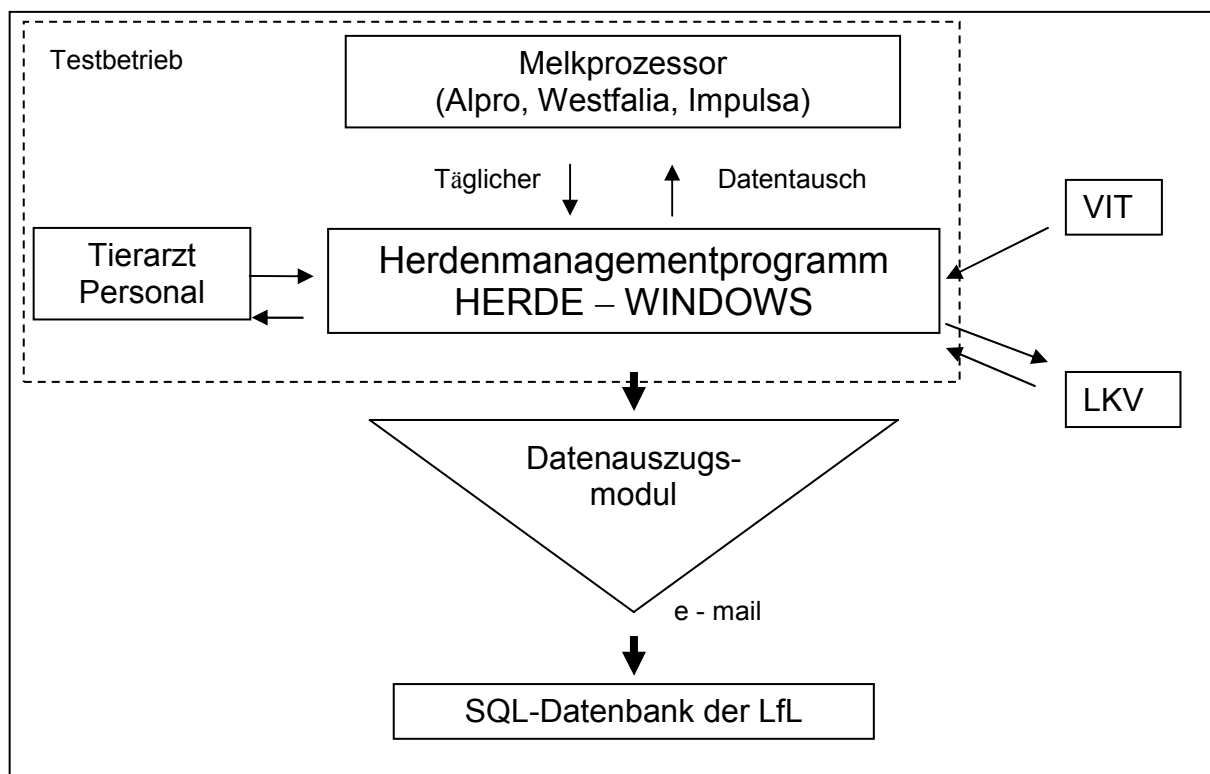 Testbetrieb
Melkprozessor
(Alpro, Westfalia, Impulsa)
Täglicher
Datentausch
VIT
Tierarzt
Personal
Herdenmanagementprogramm
HERDE – WINDOWS
LKV
Datenauszugs-
modul
e - mail
SQL-Datenbank der LfL